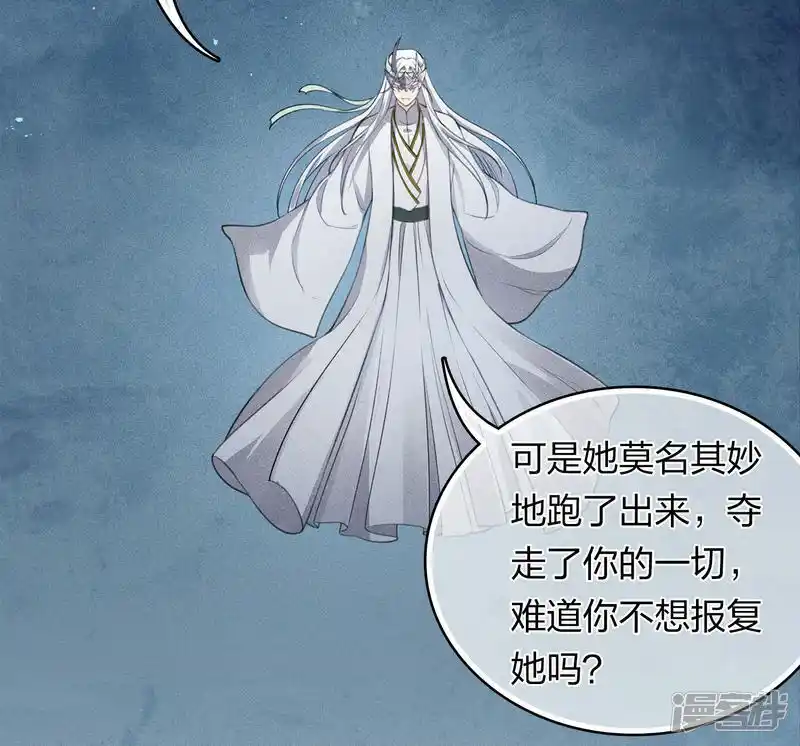 可是她莫名其妙
地跑了出来，夺
走了你的一切，
难道你不想报复
她吗？
漫客栈